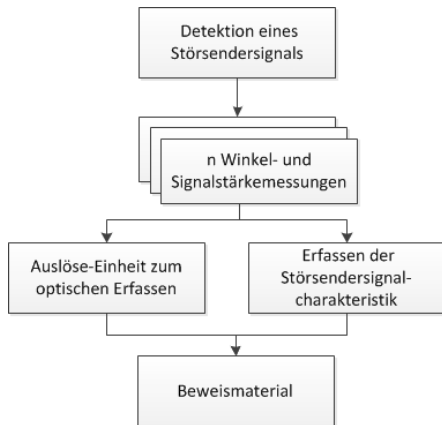 Detektion eines
Störsendersignals
n Winkel- und
Signalstärkemessungen
Auslöse-Einheit zum
optischen Erfassen
Erfassen der
Störsendersignal-
charakteristik
Beweismaterial